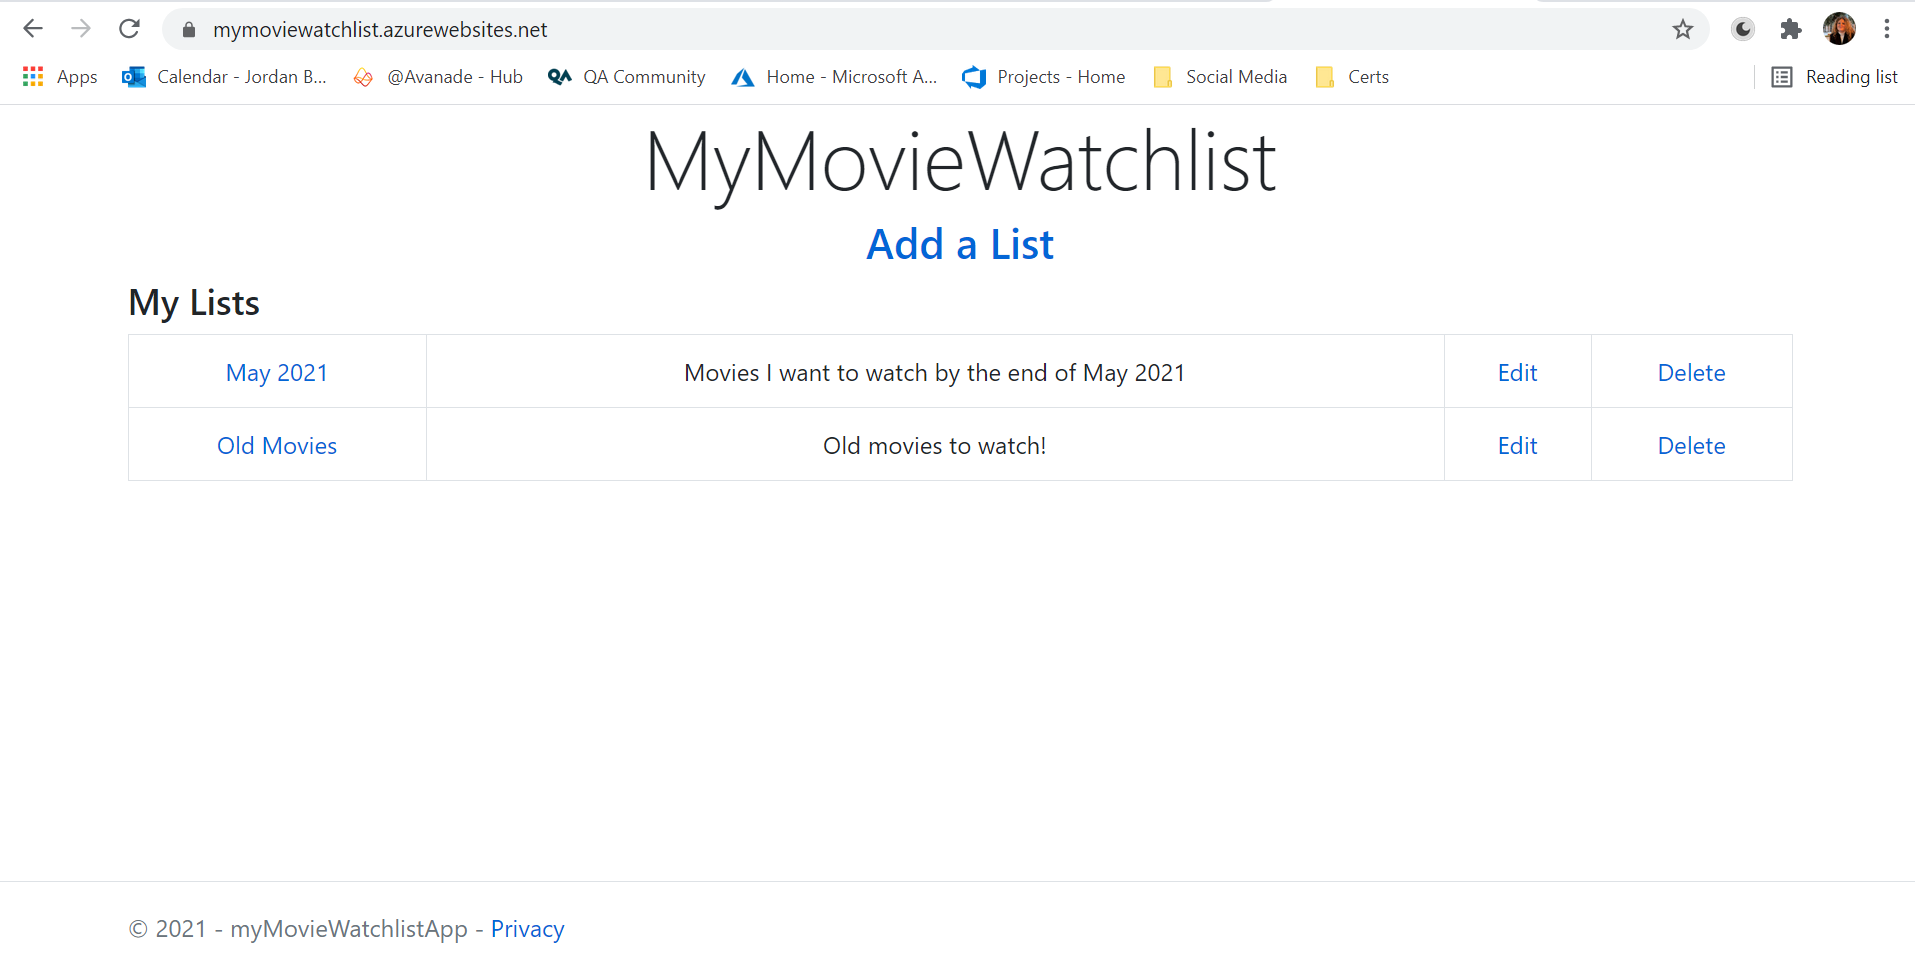 mymoviewatchlist.azurewebsites.net
Apps Calendar - Jordan B... @Avanade - Hub QA QA Community Home - Microsoft A... Projects - Home Social Media Certs Reading list
MyMovieWatchlist
Add a List
My Lists
May 2021 Movies I want to watch by the end of May 2021 Edit Delete
Old Movies Old movies to watch! Edit Delete
© 2021 - myMovieWatchlistApp - Privacy